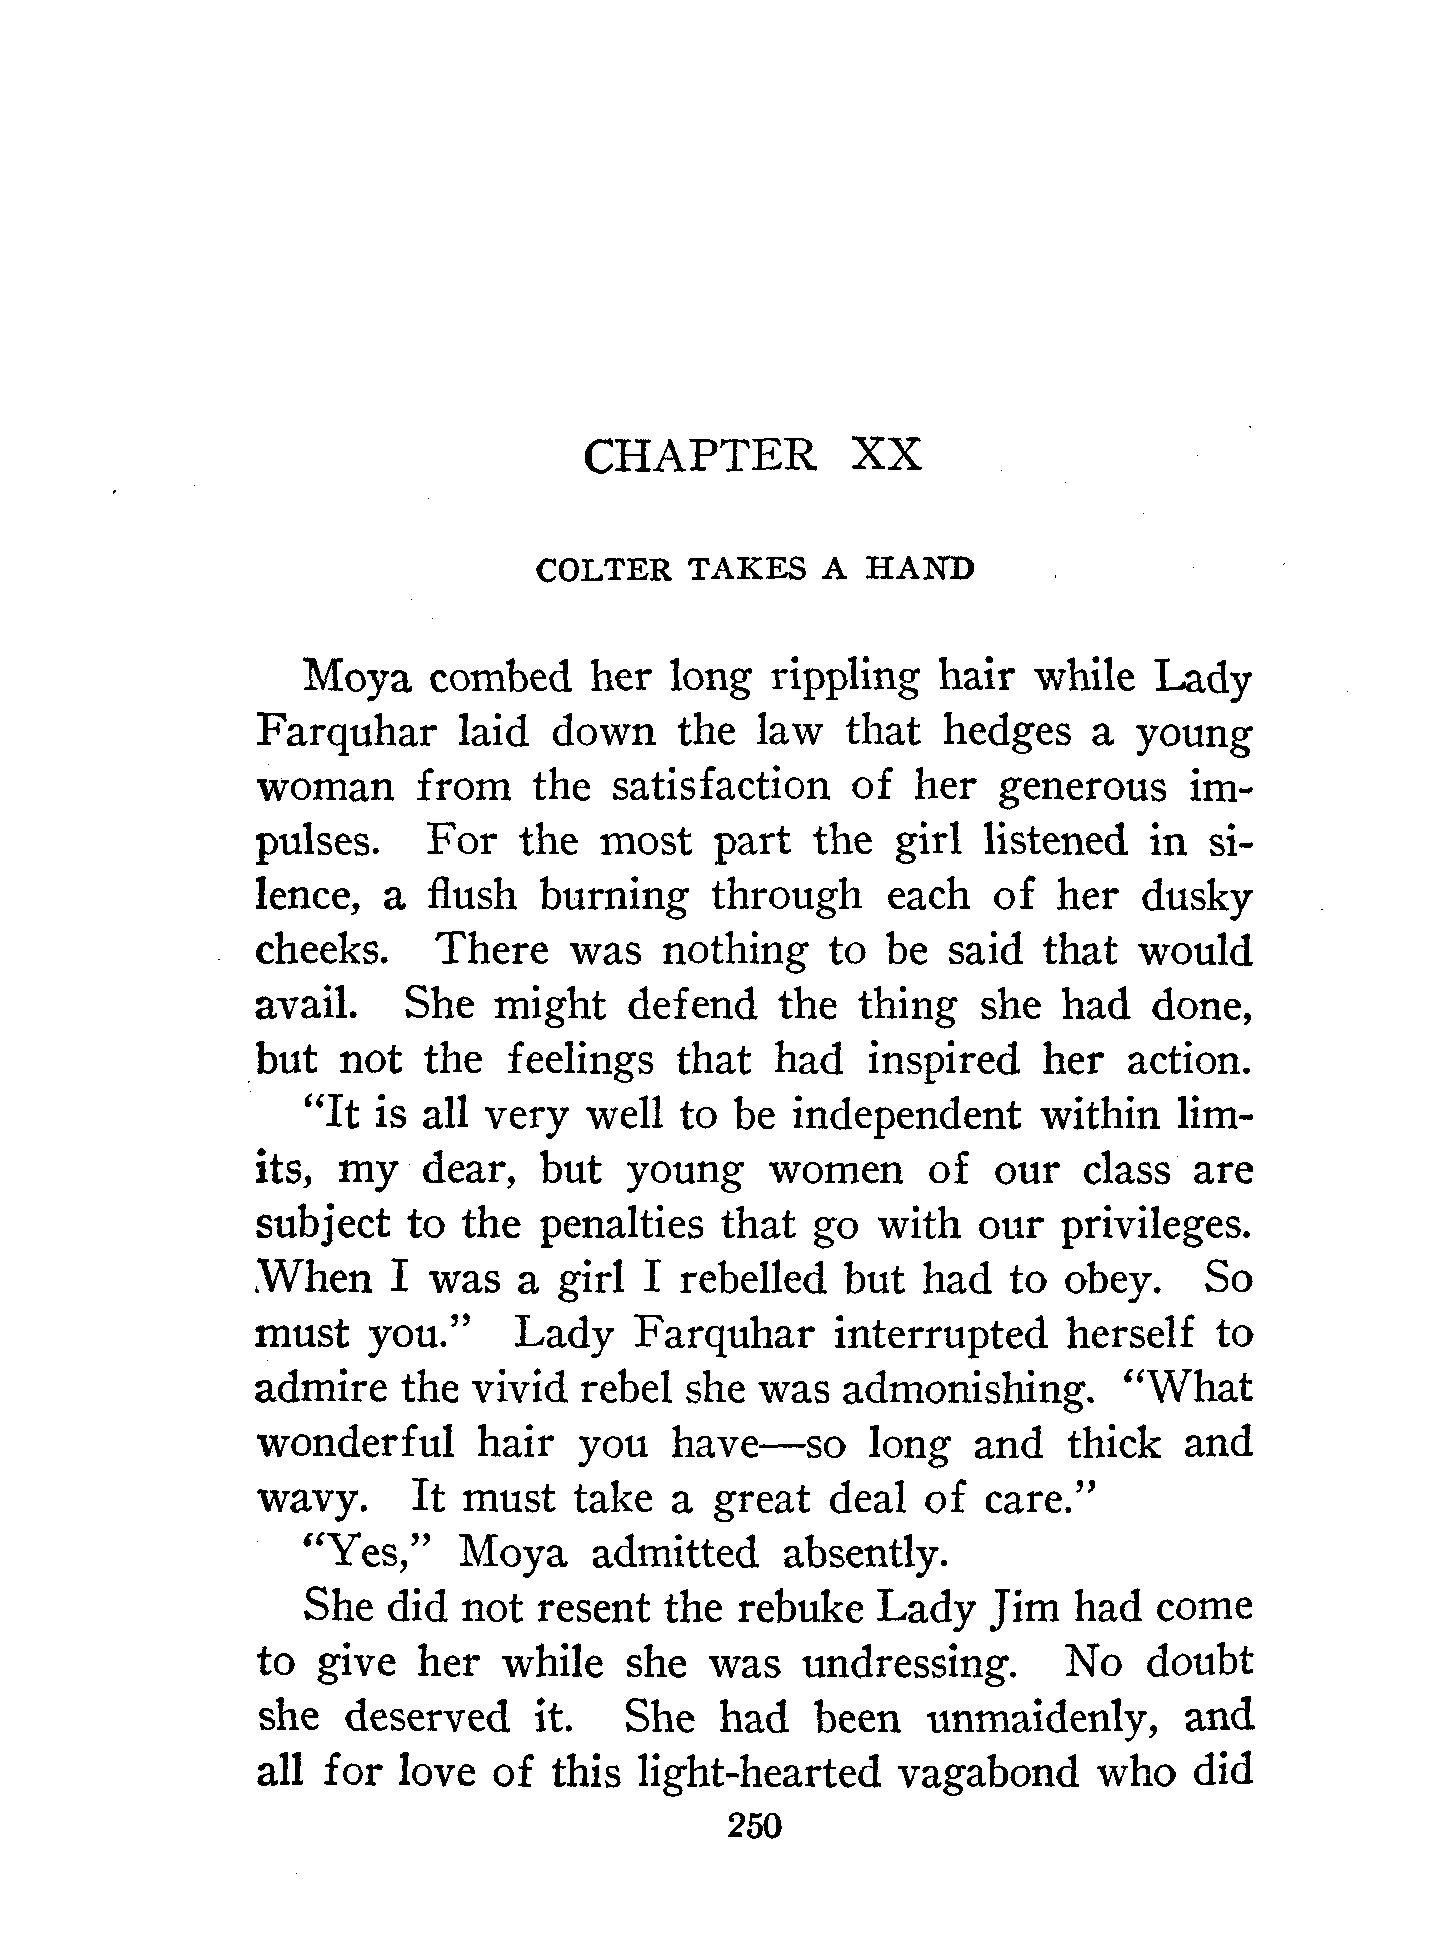 CHAPTER XX
COLTER TAKES A HAND
Moya combed her long rippling hair while Lady
Farquhar laid down the law that hedges a young
woman from the satisfaction of her generous im-
pulses. For the most part the girl listened in si-
lence, a flush burning through each of her dusky
cheeks. There was nothing to be said that would
avail. She might defend the thing she had done,
but not the feelings that had inspired her action.
“It is all very well to be independent within lim-
its, my dear, but young women of our class are
subject to the penalties that go with our privileges.
When I was a girl I rebelled but had to obey. So
must you.” Lady Farquhar interrupted herself to
admire the vivid rebel she was admonishing. “What
wonderful hair you have—so long and thick and
wavy. It must take a great deal of care.”
“Yes,” Moya admitted absently.
She did not resent the rebuke Lady Jim had come
to give her while she was undressing. No doubt
she deserved it. She had been unmaidenly, and
all for love of this light-hearted vagabond who did
250